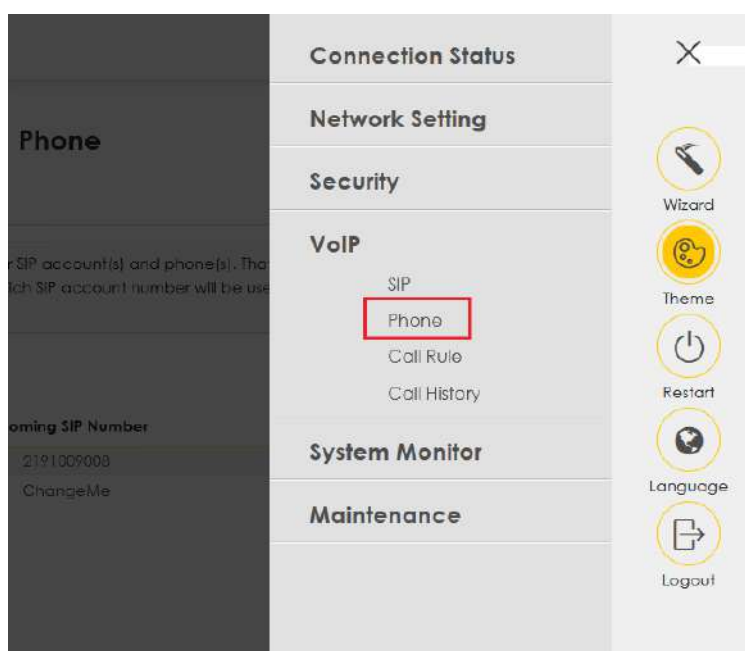 Phone
r SIP account(s) and phone(s). Tha
ich SIP account number will be use
oming SIP Number
2191009008
ChangeMe
Connection Status
Network Setting
Security
VoIP
SIP
Phone
Call Rule
Call History
System Monitor
Maintenance
Wizard
Theme
Restart
Language
Logout